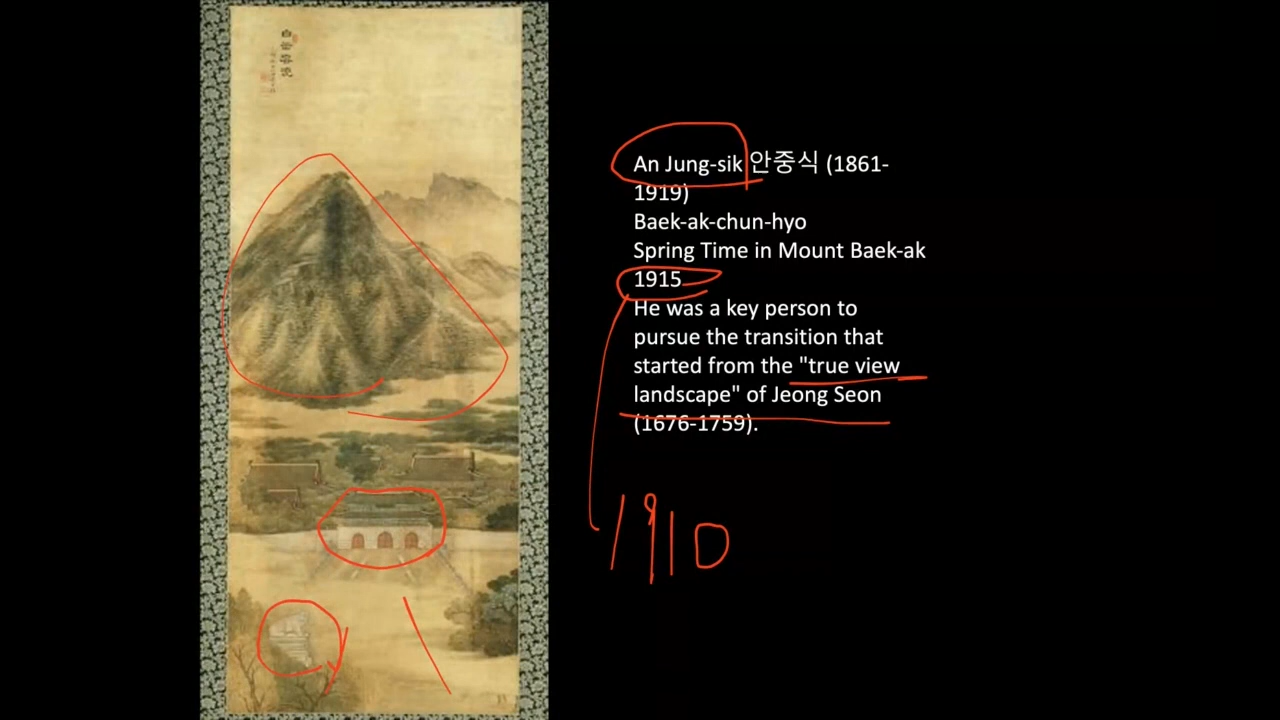 An Jung-sik 안중식 (1861-
1919)
Baek-ak-chun-hyo
Spring Time in Mount Baek-ak
1915
He was a key person to
pursue the transition that
started from the "true view
landscape" of Jeong Seon
(1676-1759).
1910